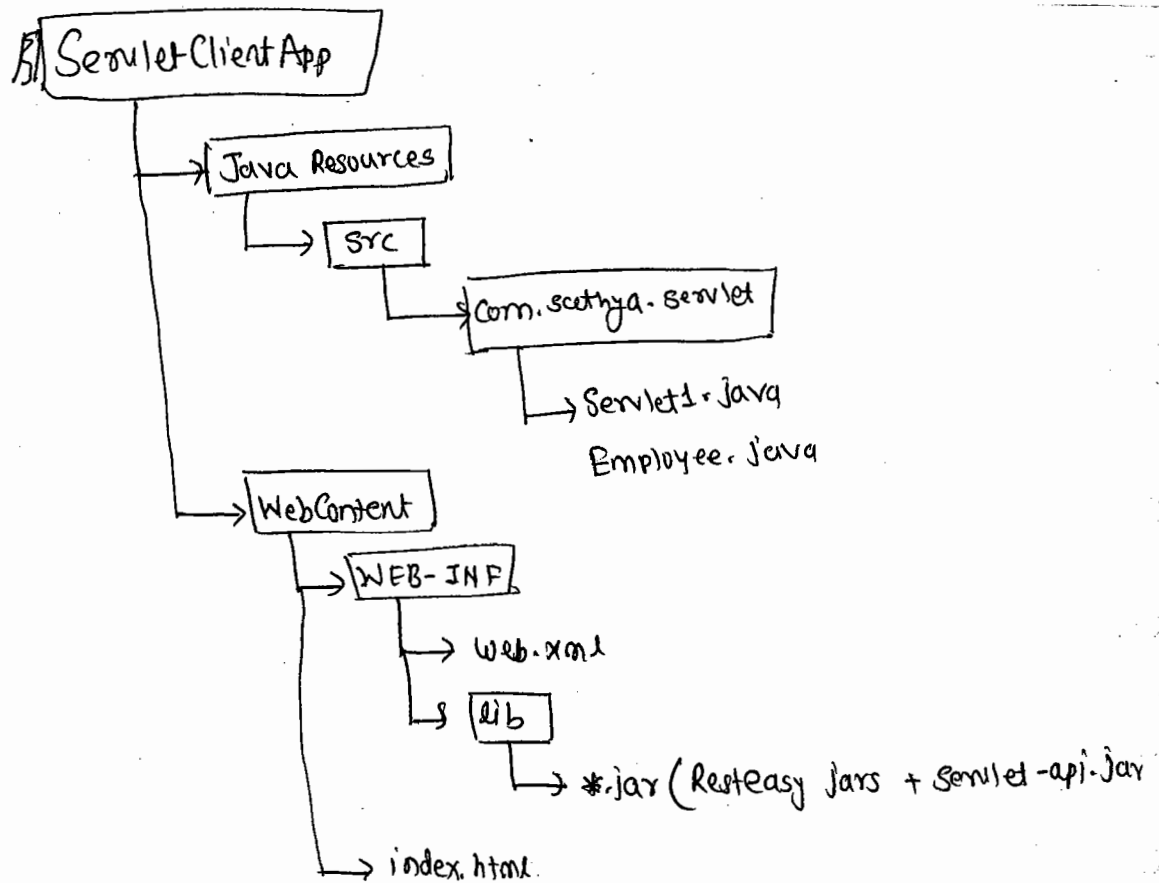 ServletClientApp
Java Resources
src
com.sathya.servlet
Servlet1.java
Employee.java
WebContent
WEB-INF
web.xml
lib
*.jar (Resteasy jars + servlet-api.jar
index.html